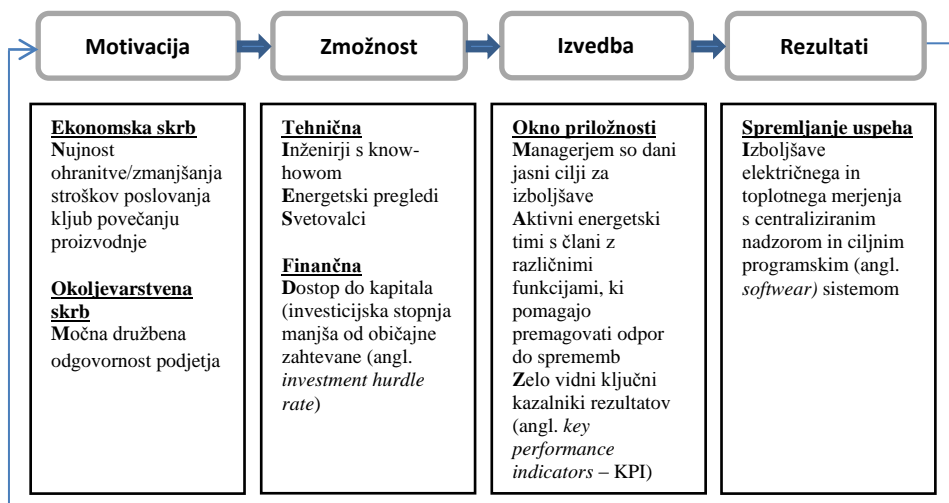 Motivacija
Zmožnost
Izvedba
Rezultati
Ekonomska skrb
Nujnost
ohranitve/zmanjšanja
stroškov poslovanja
kljub povečanju
proizvodnje
Okoljevarstvena
skrb
Močna družbena
odgovornost podjetja
Tehnična
Inženirji s know-
howom
Energetski pregledi
Svetovalci
Finančna
Dostop do kapitala
(investicijska stopnja
manjša od običajne
zahtevane (angl.
investment hurdle
rate)
Okno priložnosti
Managerjem so dani
jasni cilji za
izboljšave
Aktivni energetski
timi s člani z
različnimi
funkcijami, ki
pomagajo
premagovati odpor
do sprememb
Zelo vidni ključni
kazalniki rezultatov
(angl. key
performance
indicators – KPI)
Spremljanje uspeha
Izboljšave
električnega in
toplotnega merjenja
s centraliziranim
nadzorom in ciljnim
programskim (angl.
softwear) sistemom